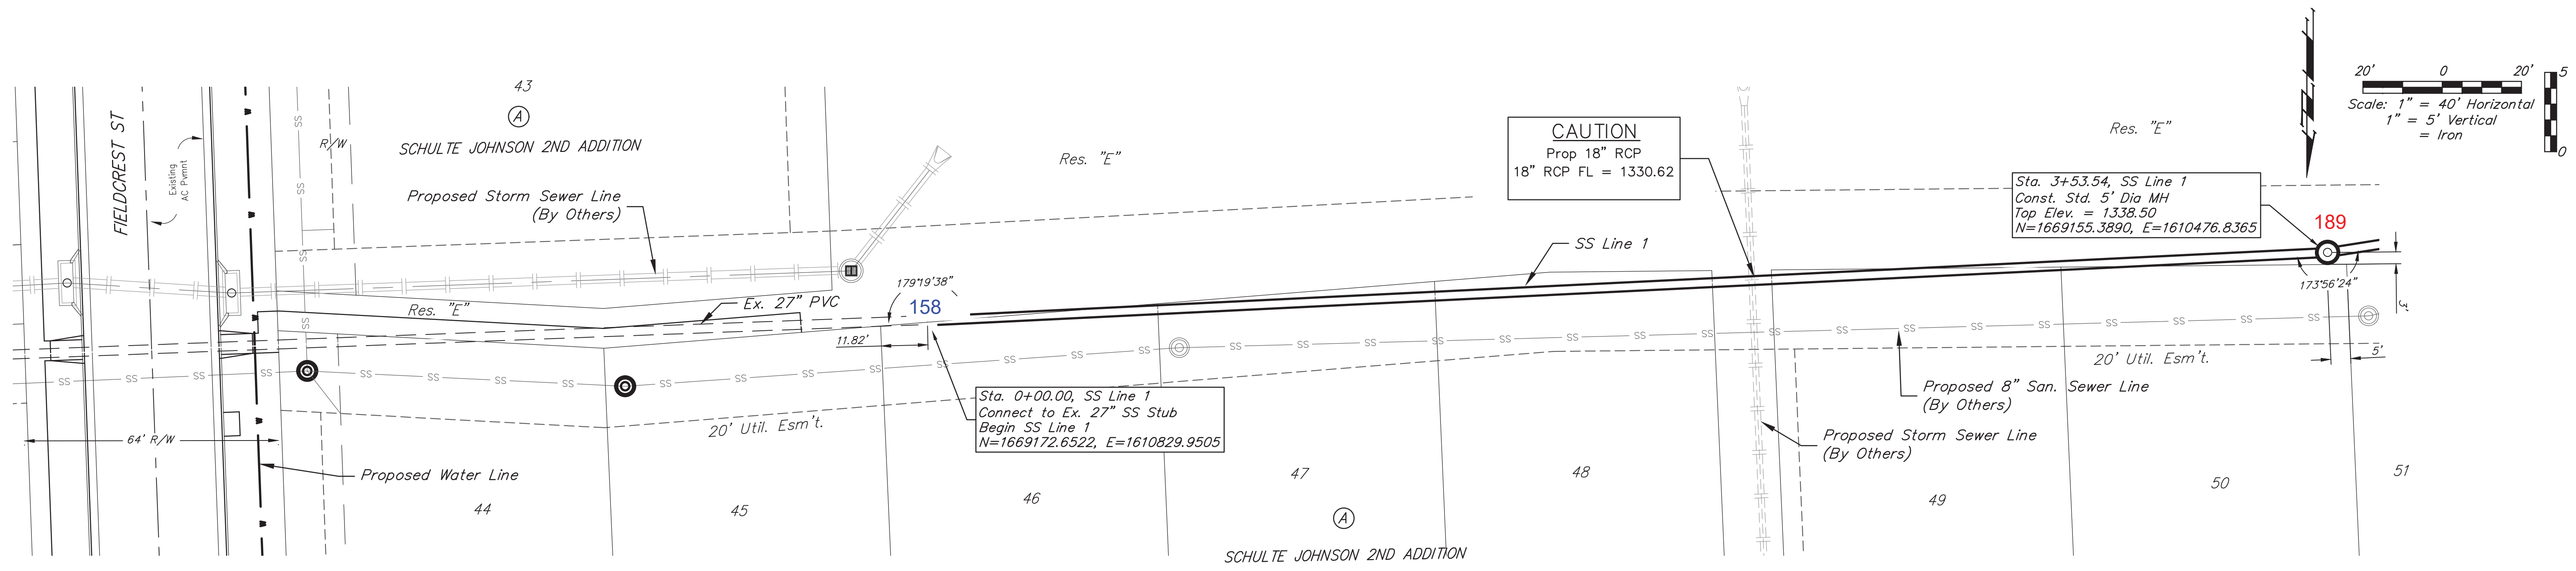 43
A
SCHULTE JOHNSON 2ND ADDITION
FIELDCREST ST
Existing
AC Pvmnt
R/W
SS
Proposed Storm Sewer Line
(By Others)
Res. "E"
Res. "E"
Ex. 27" PVC
179°19'38"
158
11.82'
Res. "E"
CAUTION
Prop 18" RCP
18" RCP FL = 1330.62
SS Line 1
Res. "E"
Sta. 3+53.54, SS Line 1
Const. Std. 5' Dia MH
Top Elev. = 1338.50
N=1669155.3890, E=1610476.8365
189
173°56'24"
3'
5'
20' 0 20'
Scale: 1" = 40' Horizontal
1" = 5' Vertical
= Iron
5
0
Sta. 0+00.00, SS Line 1
Connect to Ex. 27" SS Stub
Begin SS Line 1
N=1669172.6522, E=1610829.9505
20' Util. Esm't.
20' Util. Esm't.
Proposed 8" San. Sewer Line
(By Others)
Proposed Storm Sewer Line
(By Others)
64' R/W
Proposed Water Line
44
45
46
47
48
49
50
51
A
SCHULTE JOHNSON 2ND ADDITION